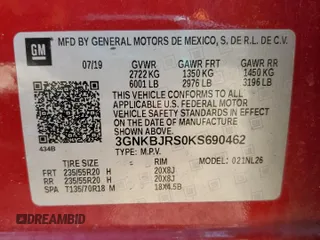 GM
MFD BY GENERAL MOTORS DE MEXICO, S. DE R.L. DE C.V.
07/19 GVWR GAWR FRT GAWR RR
2722 KG 1350 KG 1450 KG
6001 LB 2976 LB 3196 LB
THIS VEHICLE CONFORMS TO ALL
APPLICABLE U.S. FEDERAL MOTOR
VEHICLE SAFETY STANDARDS IN
EFFECT ON THE DATE OF
MANUFACTURE SHOWN ABOVE.
434B
3GNKBJRS0KS690462
TYPE: M.P.V. MODEL: 021NL26
TIRE SIZE RIM
FRT 235/55R20 H 20X8J
RR 235/55R20 H 20X8J
SPA T135/70R18 M 18X4.5B
DREAMBID